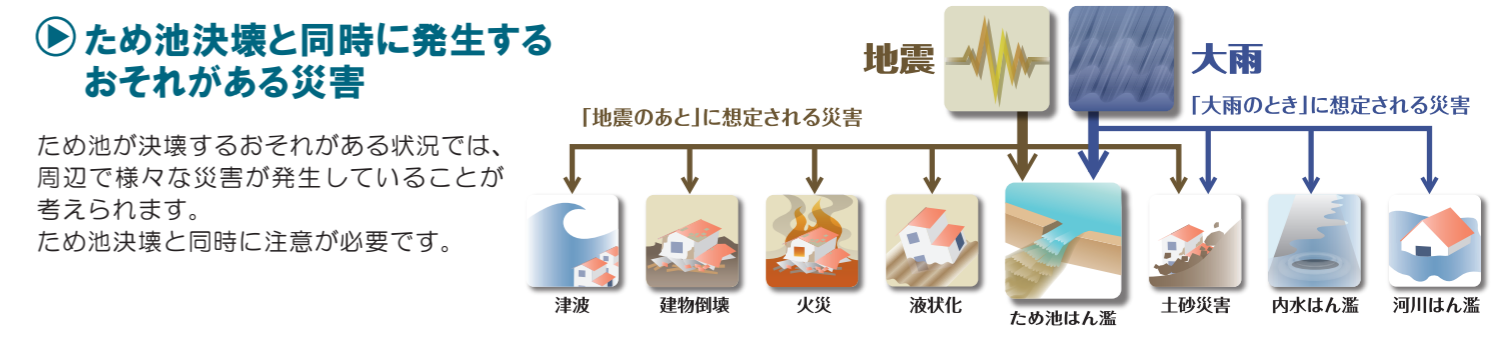 ため池決壊と同時に発生する
おそれがある災害
ため池が決壊するおそれがある状況では、
周辺で様々な災害が発生していることが
考えられます。
ため池決壊と同時に注意が必要です。
地震
大雨
「地震のあと」に想定される災害
「大雨のとき」に想定される災害
津波
建物倒壊
火災
液状化
ため池はん濫
土砂災害
内水はん濫
河川はん濫